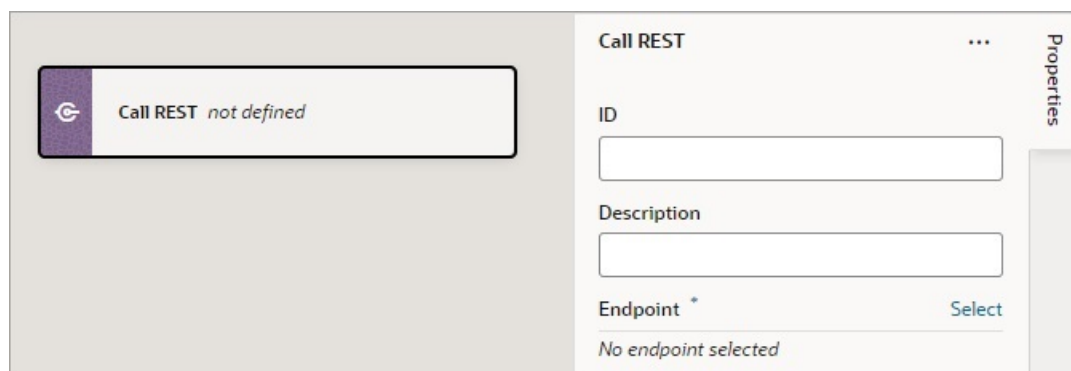 Call REST not defined
Call REST ...
Properties
ID
Description
Endpoint * Select
No endpoint selected